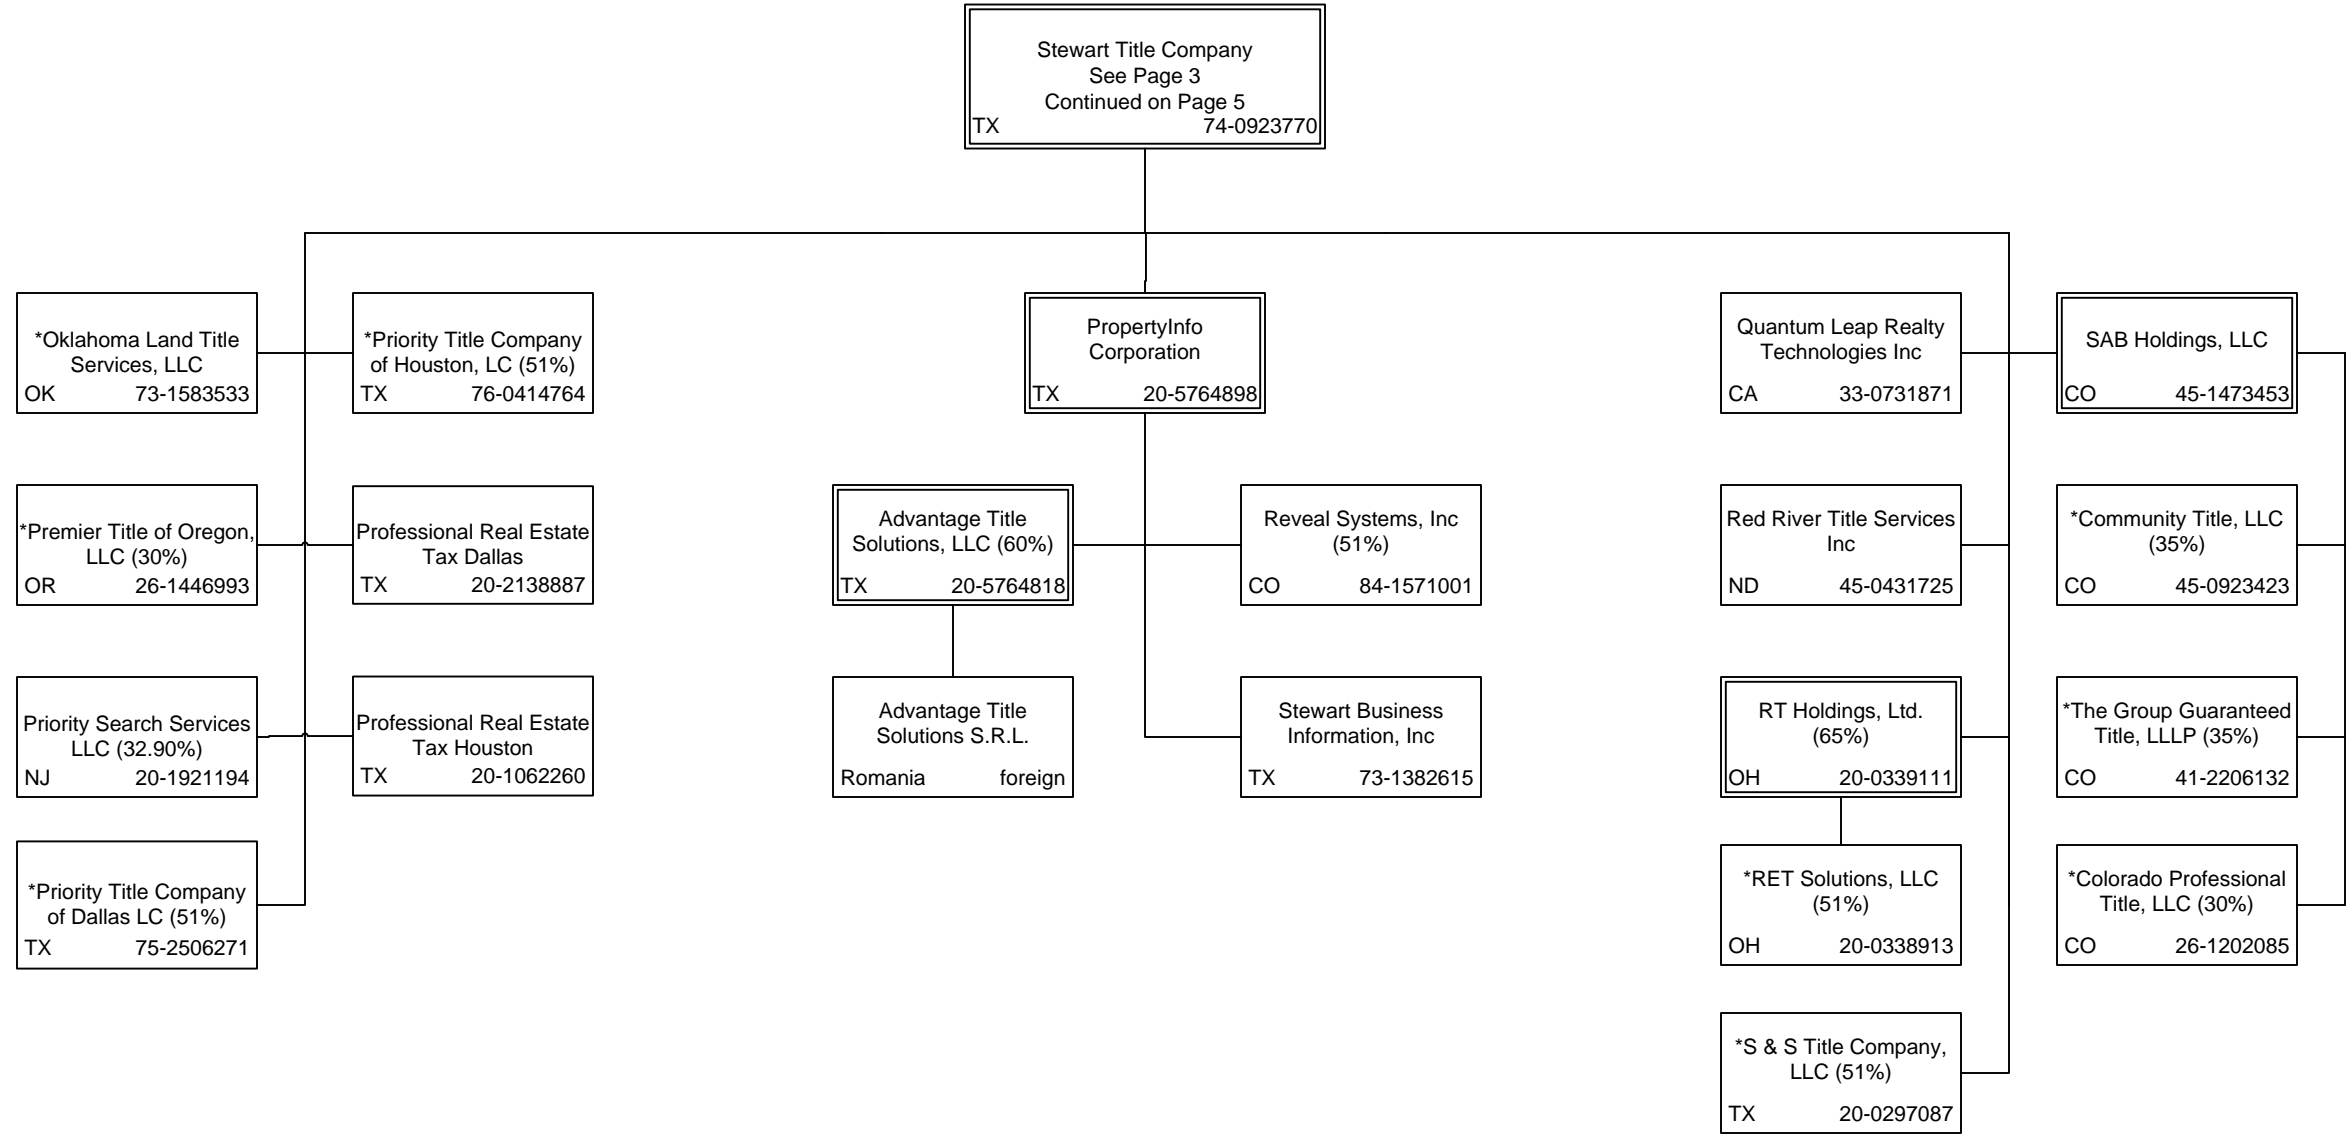 Stewart Title Company
See Page 3
Continued on Page 5
TX 74-0923770
*Oklahoma Land Title
Services, LLC
OK 73-1583533
*Priority Title Company
of Houston, LC (51%)
TX 76-0414764
PropertyInfo
Corporation
TX 20-5764898
Quantum Leap Realty
Technologies Inc
CA 33-0731871
SAB Holdings, LLC
CO 45-1473453
*Premier Title of Oregon,
LLC (30%)
OR 26-1446993
Professional Real Estate
Tax Dallas
TX 20-2138887
Advantage Title
Solutions, LLC (60%)
TX 20-5764818
Reveal Systems, Inc
(51%)
CO 84-1571001
Red River Title Services
Inc
ND 45-0431725
*Community Title, LLC
(35%)
CO 45-0923423
Priority Search Services
LLC (32.90%)
NJ 20-1921194
Professional Real Estate
Tax Houston
TX 20-1062260
Advantage Title
Solutions S.R.L.
Romania foreign
Stewart Business
Information, Inc
TX 73-1382615
RT Holdings, Ltd.
(65%)
OH 20-0339111
*The Group Guaranteed
Title, LLLP (35%)
CO 41-2206132
*Priority Title Company
of Dallas LC (51%)
TX 75-2506271
*RET Solutions, LLC
(51%)
OH 20-0338913
*Colorado Professional
Title, LLC (30%)
CO 26-1202085
*S & S Title Company,
LLC (51%)
TX 20-0297087